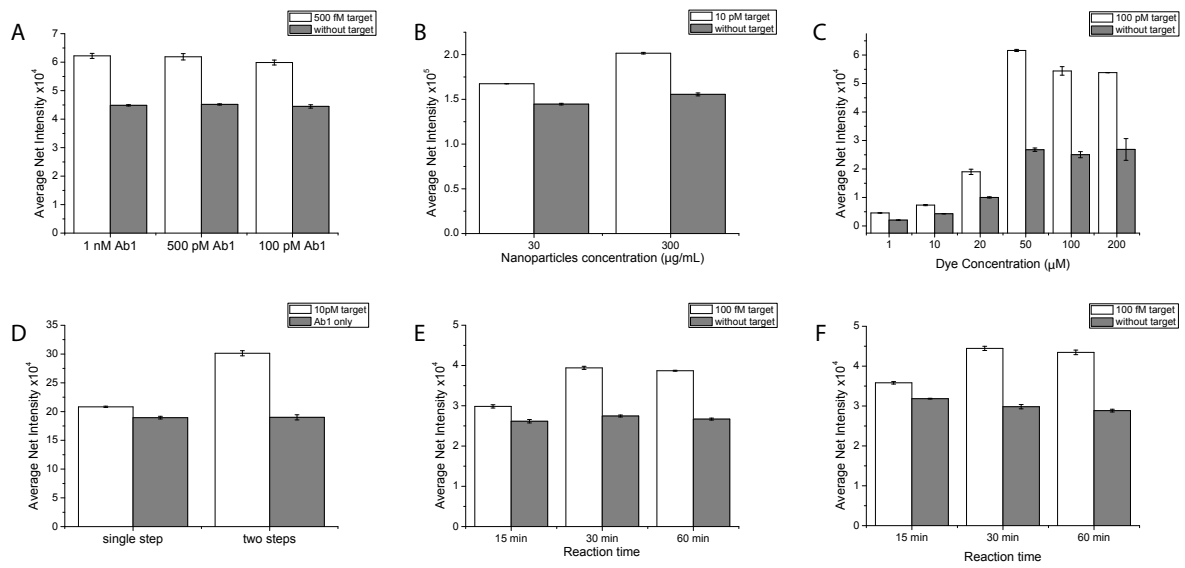 A
500 fM target
without target
Average Net Intensity x10⁴
7
6
5
4
3
2
1
0
1 nM Ab1
500 pM Ab1
100 pM Ab1
B
10 pM target
without target
Average Net Intensity x10⁵
2.0
1.5
1.0
0.5
0.0
30
300
Nanoparticles concentration (µg/mL)
C
100 pM target
without target
Average Net Intensity x10⁴
6
5
4
3
2
1
0
1
10
20
50
100
200
Dye Concentration (µM)
D
10pM target
Ab1 only
Average Net Intensity x10⁴
35
30
25
20
15
10
5
0
single step
two steps
E
100 fM target
without target
Average Net Intensity x10⁴
5
4
3
2
1
0
15 min
30 min
60 min
Reaction time
F
100 fM target
without target
Average Net Intensity x10⁴
5
4
3
2
1
0
15 min
30 min
60 min
Reaction time